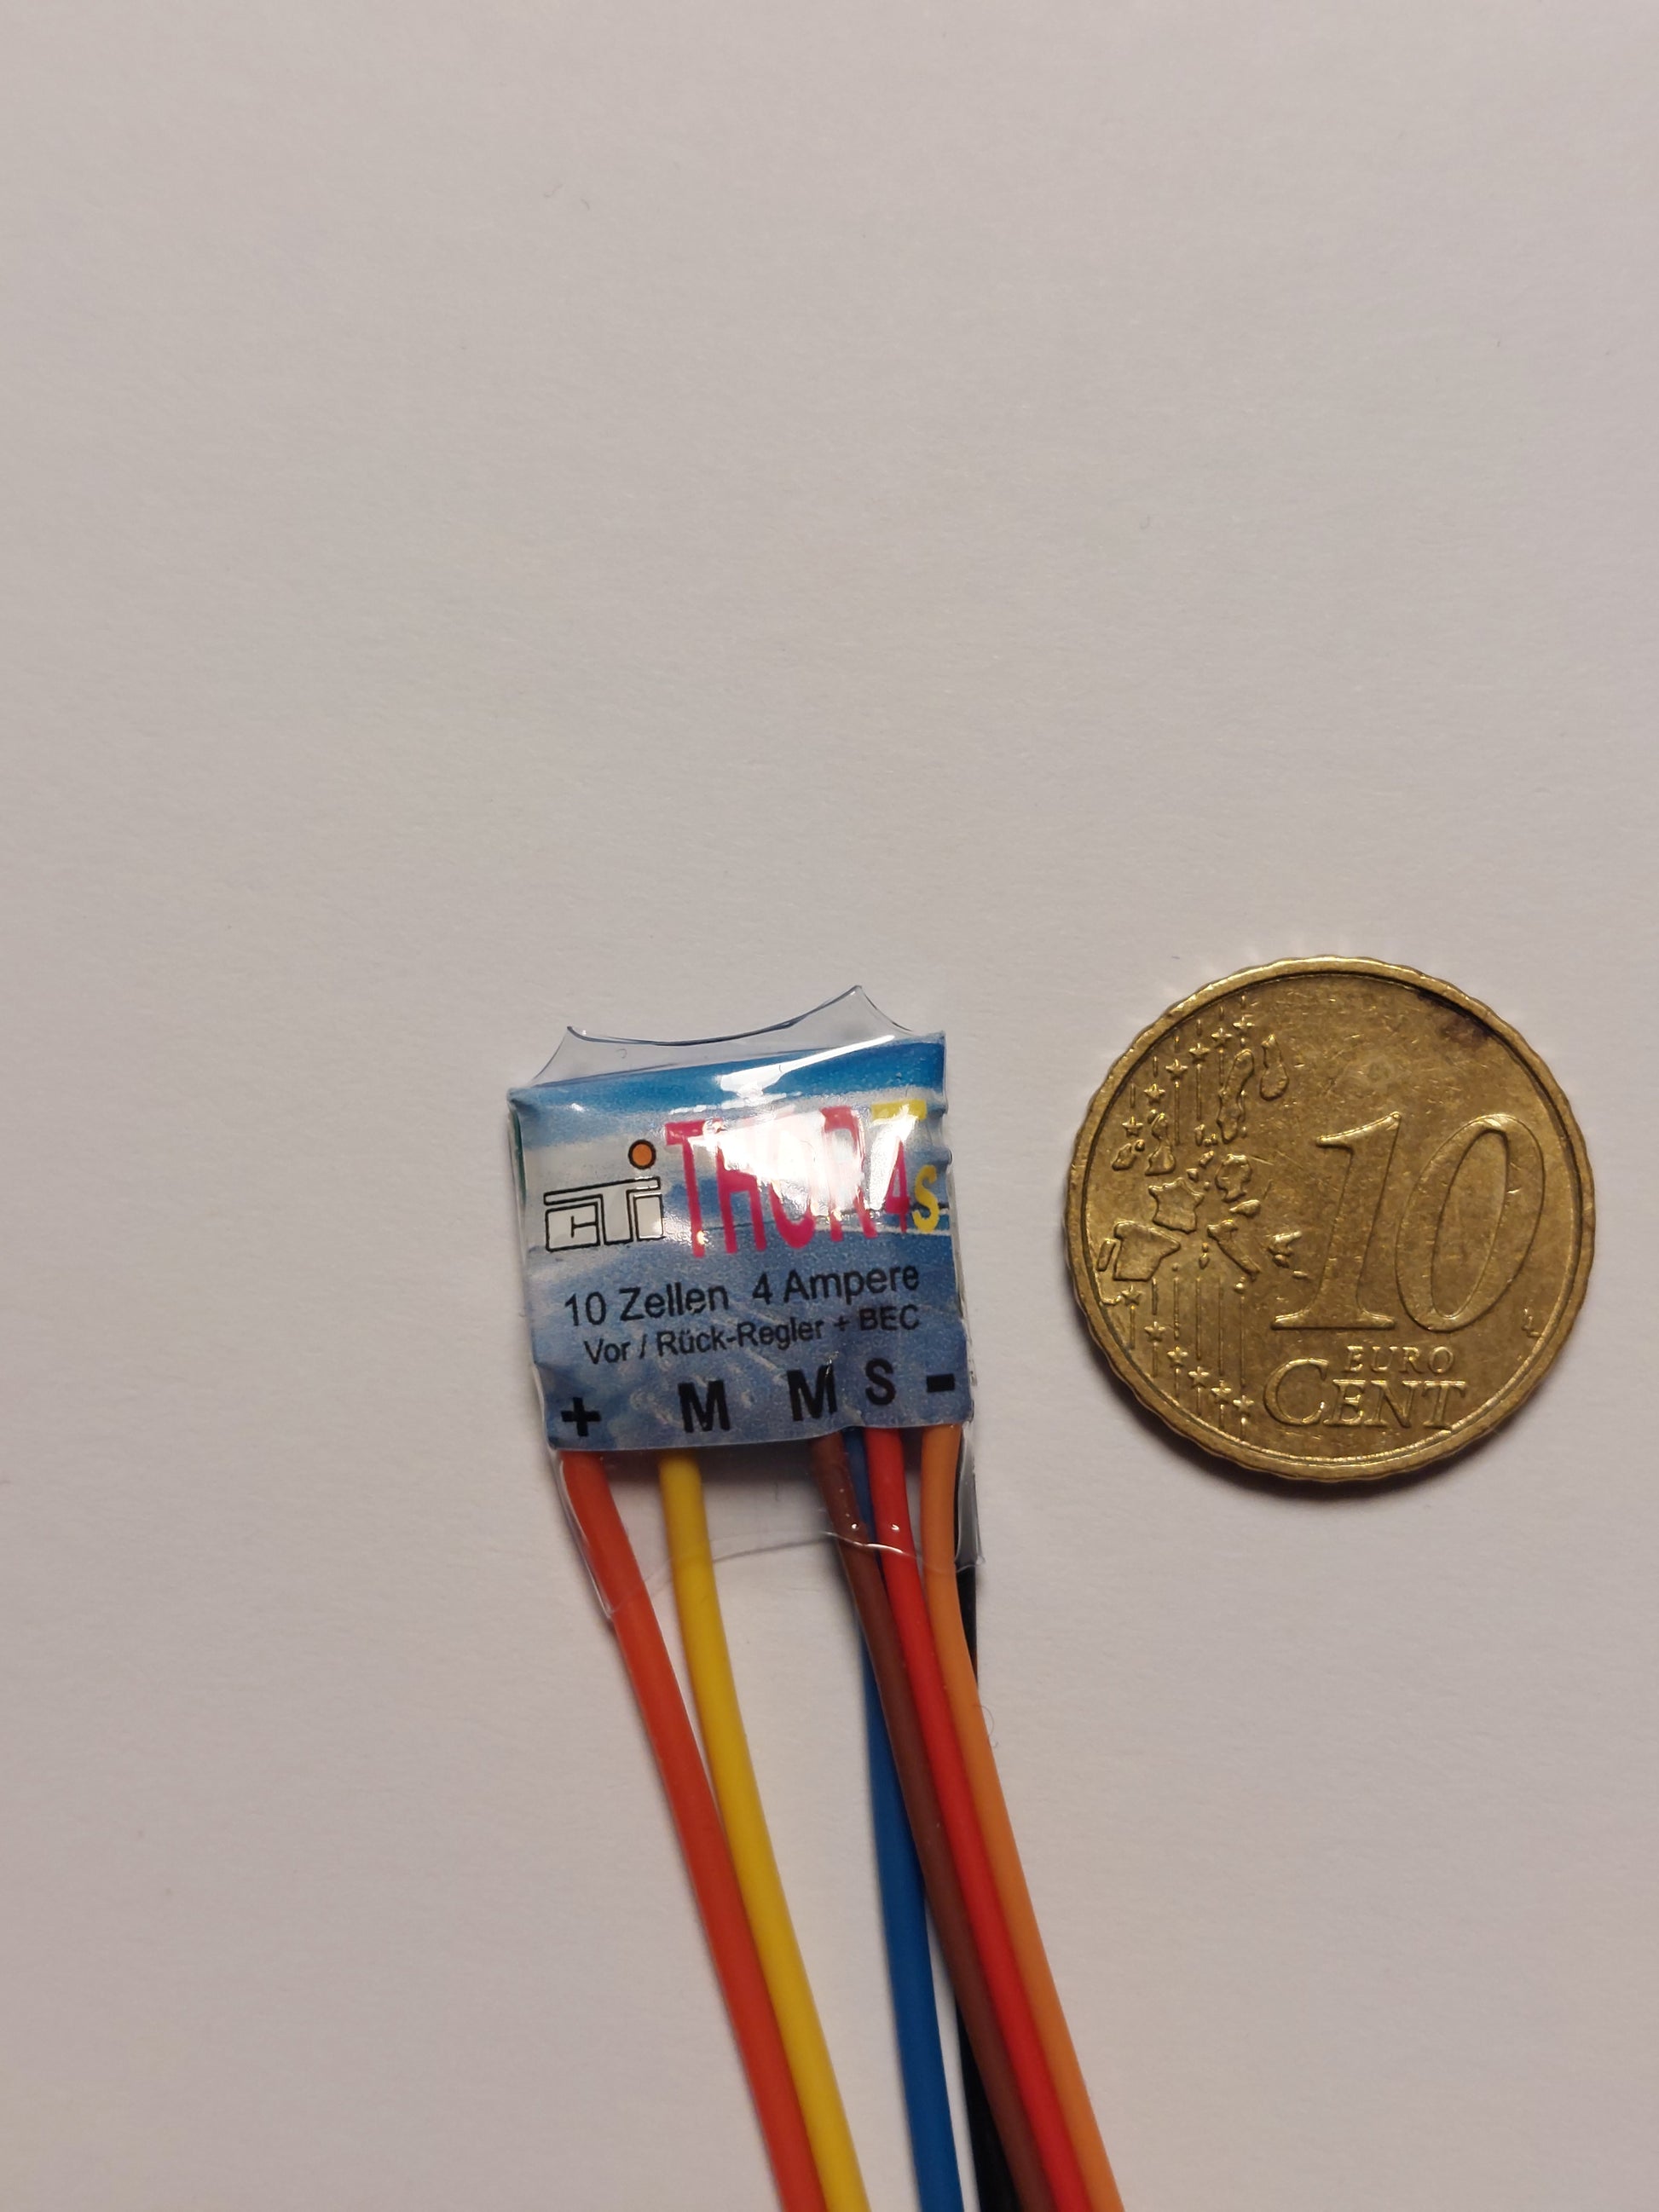 CTi THOR 4S
10 Zellen 4 Ampere
Vor / Rück-Regler + BEC
+ M M S -
10
EURO
CENT